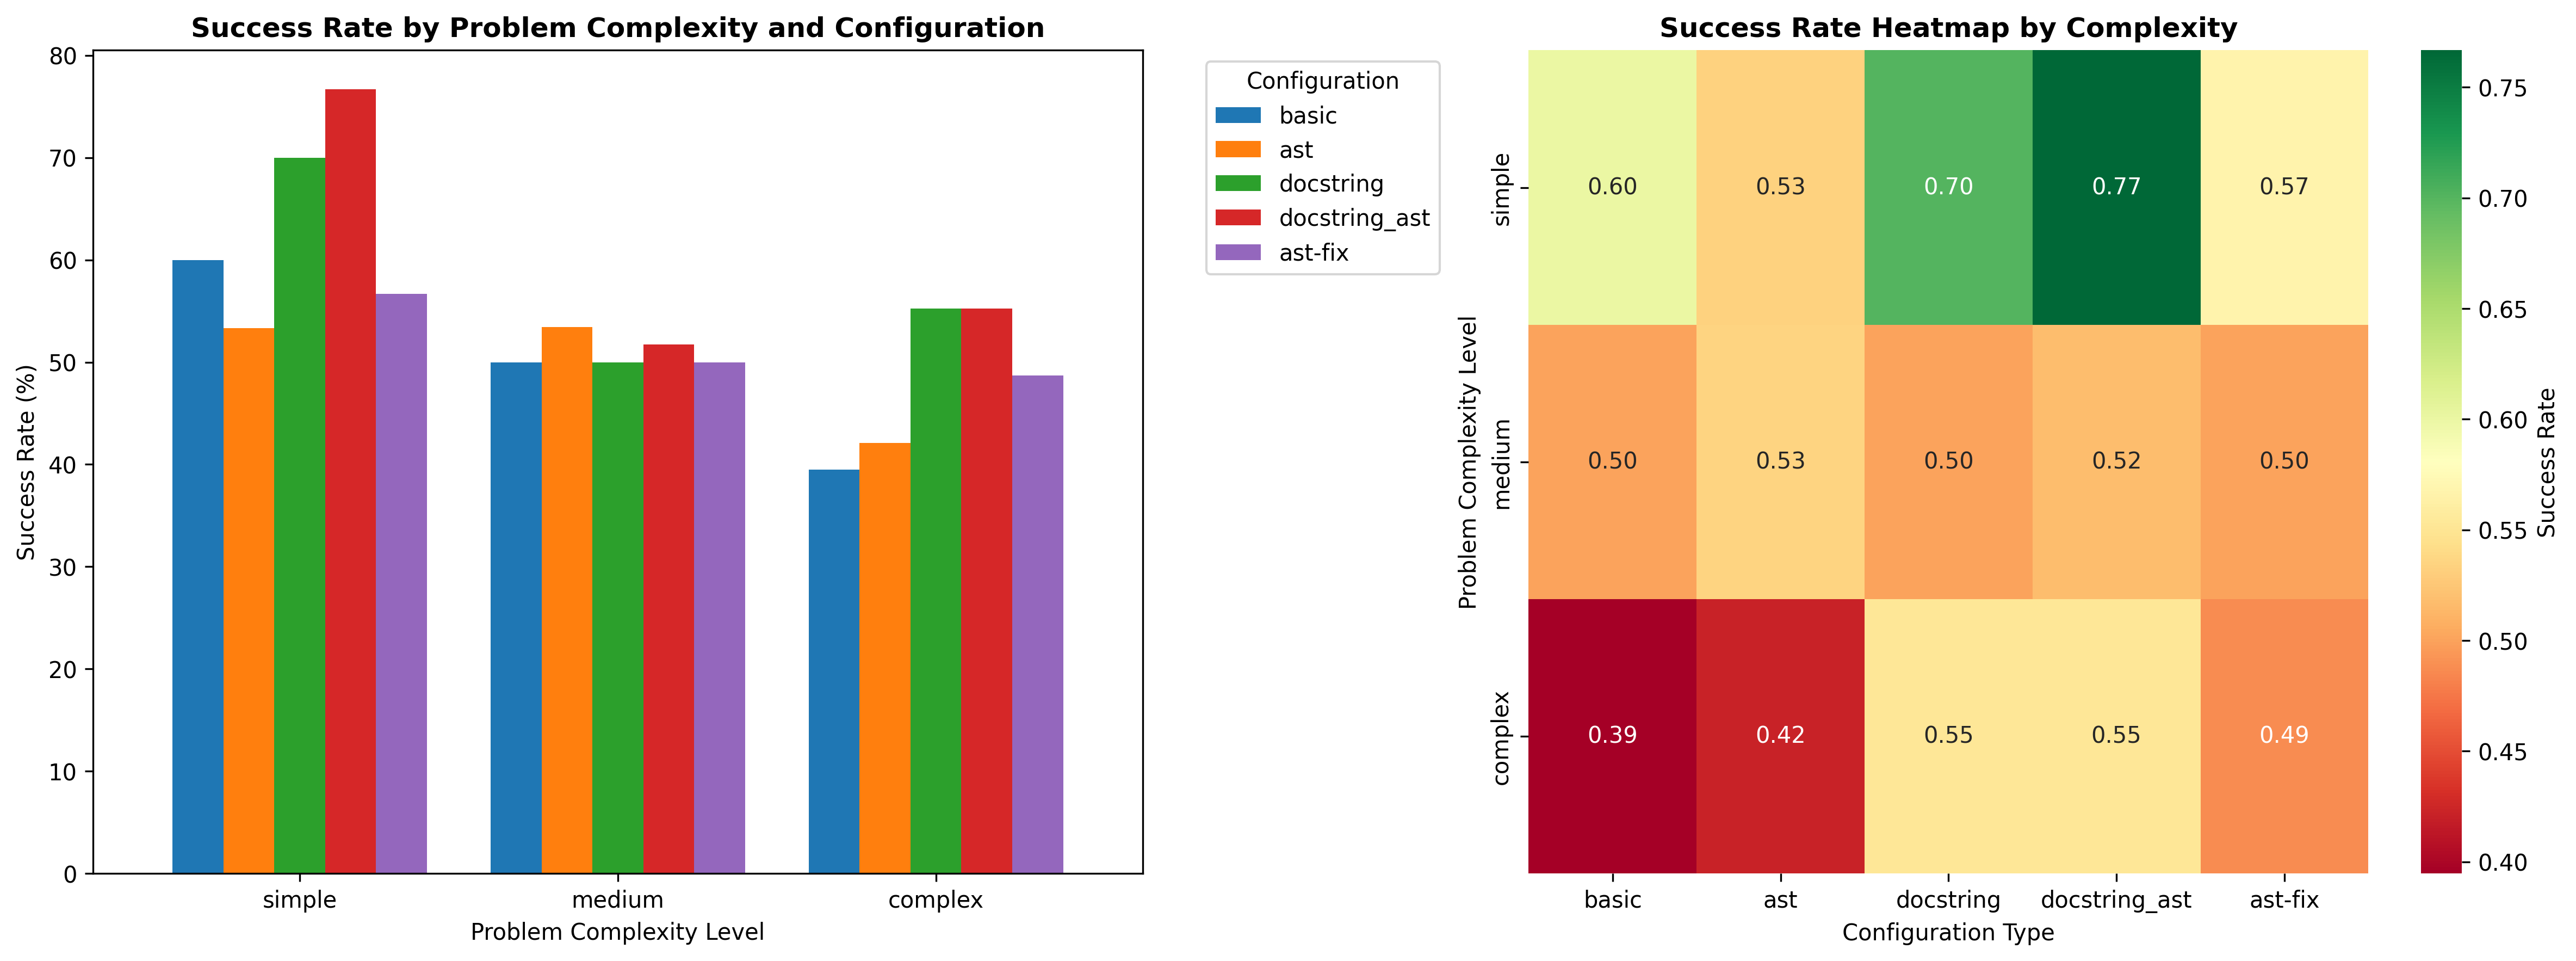 Success Rate by Problem Complexity and Configuration
80
70
60
50
40
30
20
10
0
Success Rate (%)
simple medium complex
Problem Complexity Level
Configuration
basic
ast
docstring
docstring_ast
ast-fix
Success Rate Heatmap by Complexity
Problem Complexity Level
simple
0.60 0.53 0.70 0.77 0.57
medium
0.50 0.53 0.50 0.52 0.50
complex
0.39 0.42 0.55 0.55 0.49
basic ast docstring docstring_ast ast-fix
Configuration Type
0.75
0.70
0.65
0.60
0.55
0.50
0.45
0.40
Success Rate